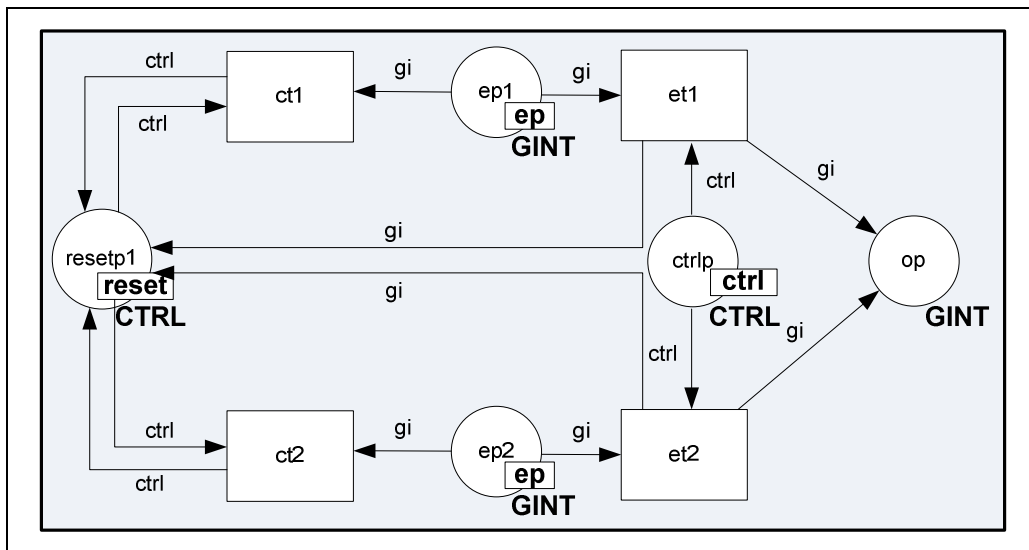 ctrl
ct1
gi
ep1
ep
GINT
gi
et1
ctrl
ctrl
gi
gi
resetp1
reset
CTRL
ctrlp
ctrl
CTRL
op
GINT
gi
ctrl
gi
ctrl
ct2
ctrl
gi
ep2
ep
GINT
gi
et2